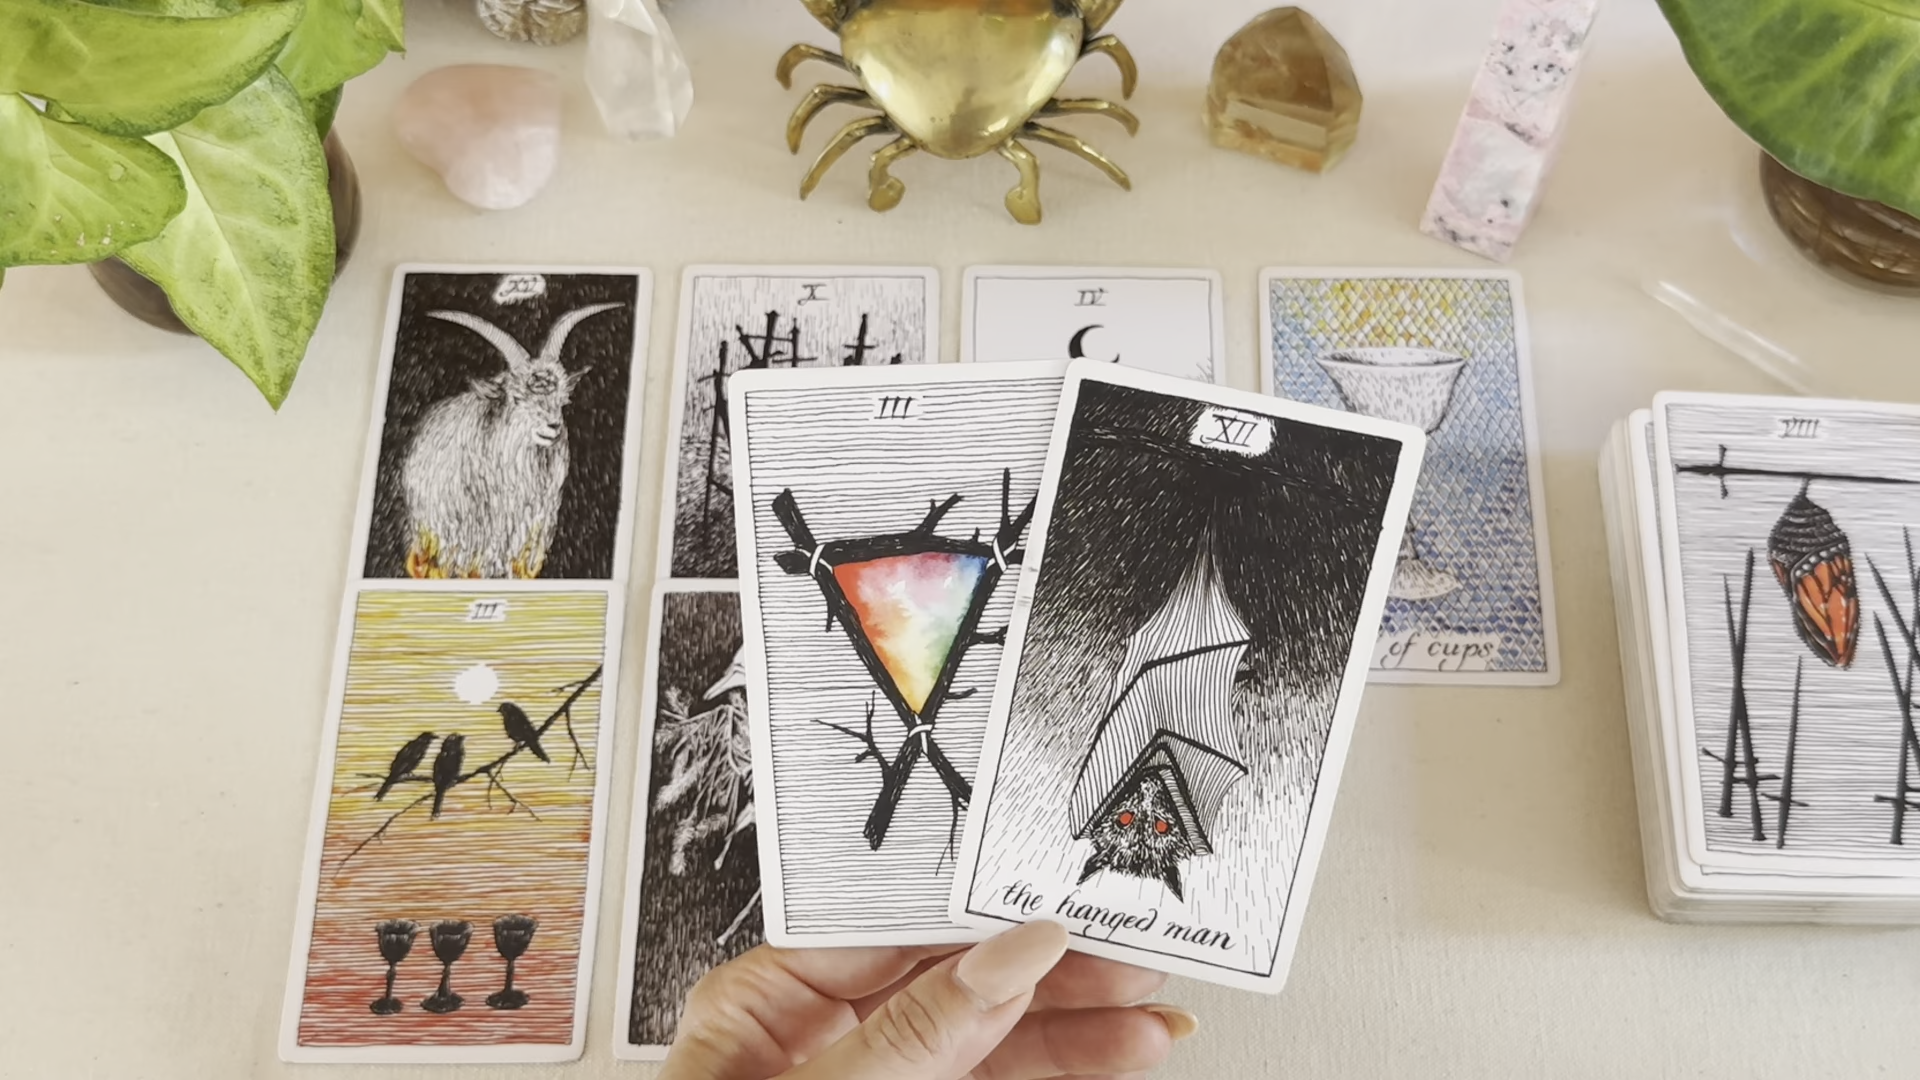 XV
X
IV
III
XII
VIII
of cups
III
the hanged man